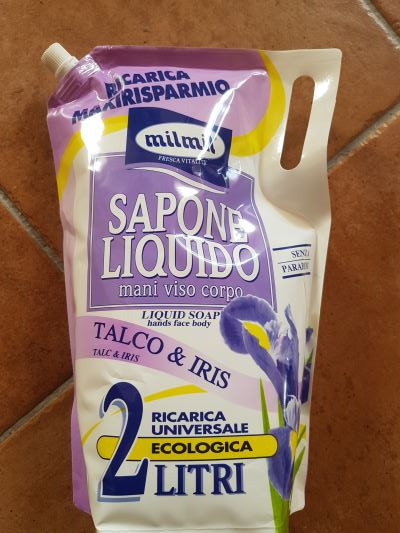 RICARICA
MAXIRISPARMIO
milmil
FRESCA VITALITÀ
SAPONE
LIQUIDO
mani viso corpo
SENZA
PARABENI
LIQUID SOAP
hands face body
TALCO & IRIS
TALC & IRIS
2
RICARICA
UNIVERSALE
ECOLOGICA
LITRI